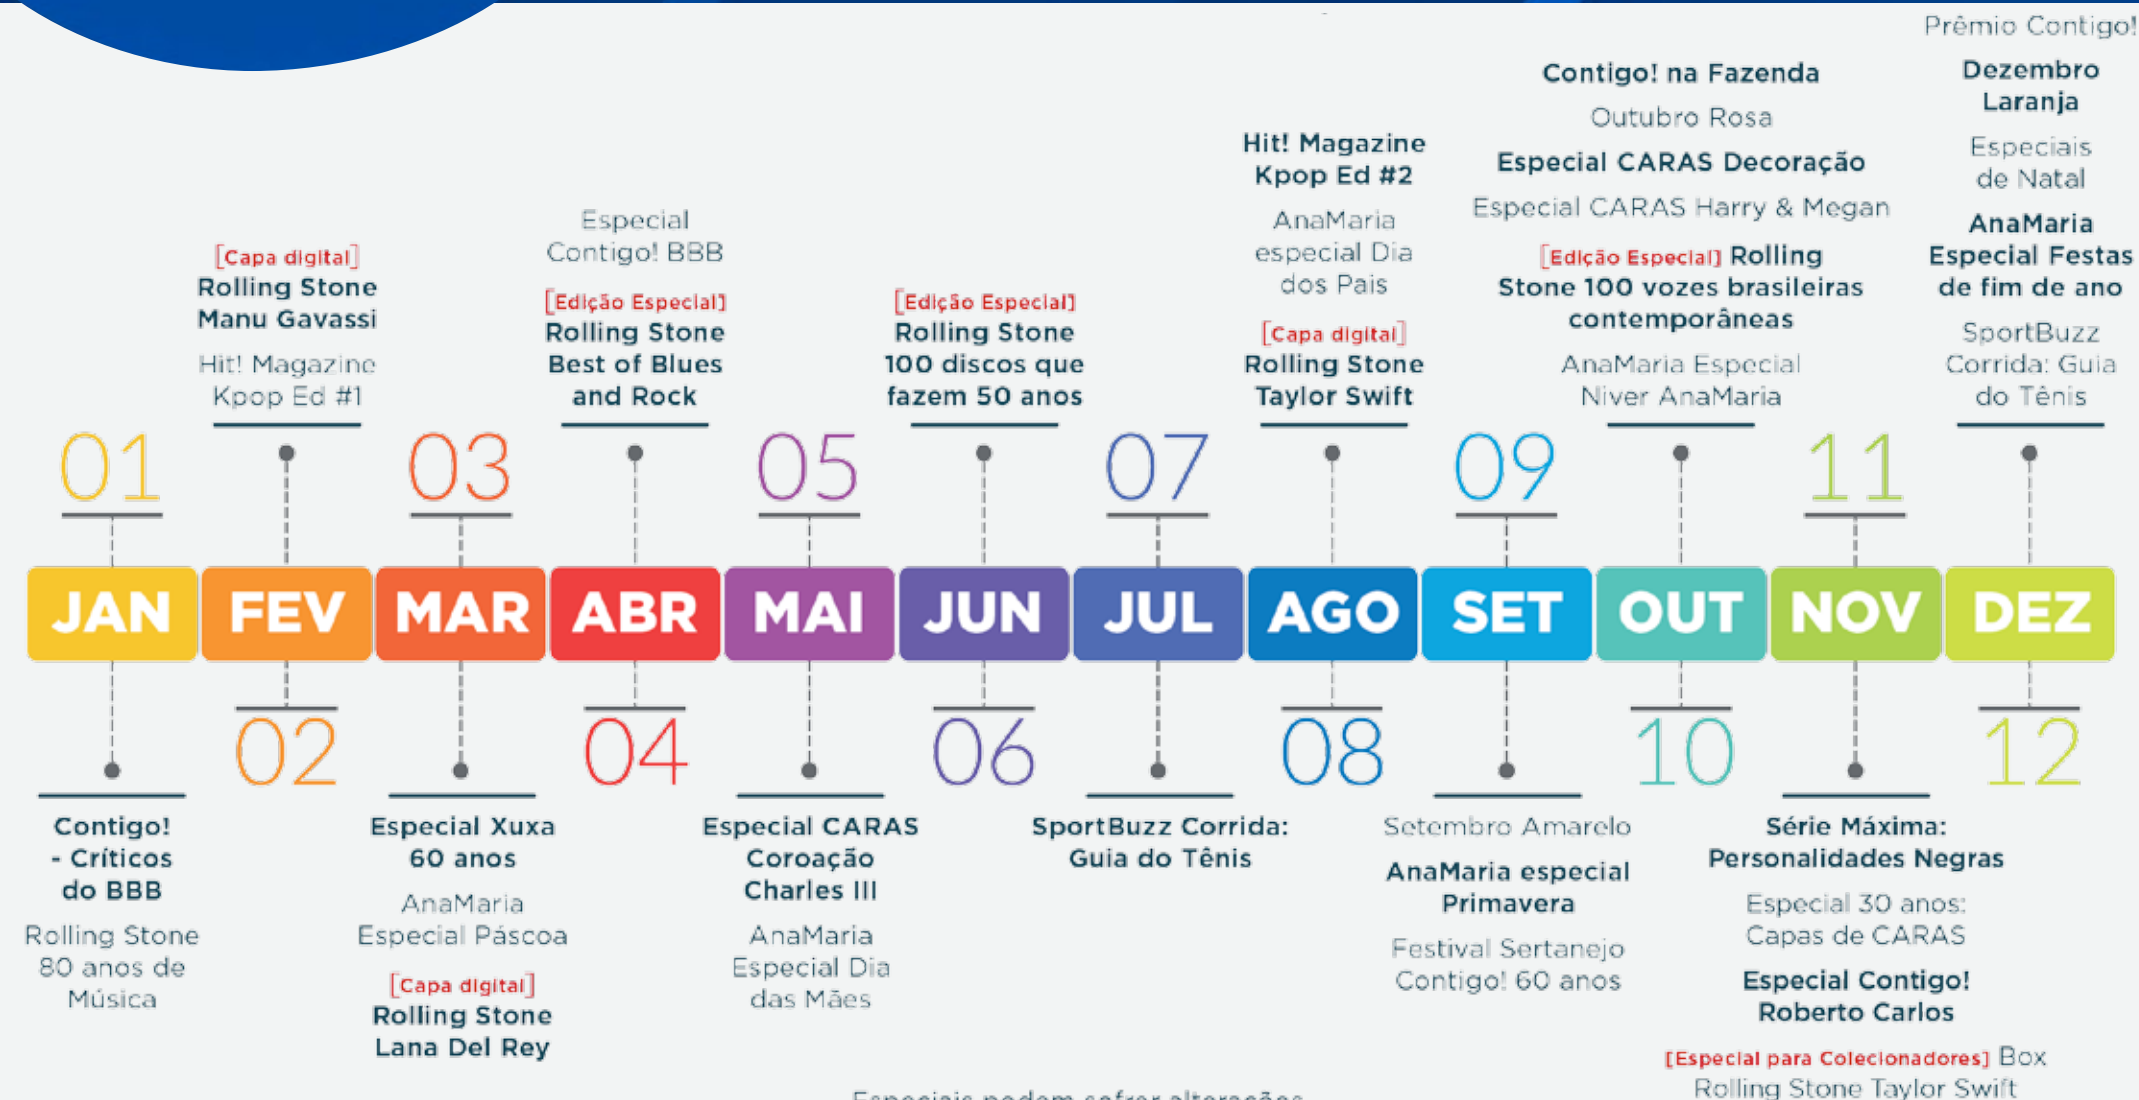 Prêmio Contigo!
Dezembro
Laranja
Especiais
de Natal
AnaMaria
Especial Festas
de fim de ano
SportBuzz
Corrida: Guia
do Tênis
Contigo! na Fazenda
Outubro Rosa
Especial CARAS Decoração
Especial CARAS Harry & Megan
[Edição Especial] Rolling
Stone 100 vozes brasileiras
contemporâneas
AnaMaria Especial
Niver AnaMaria
Hit! Magazine
Kpop Ed #2
AnaMaria
especial Dia
dos Pais
[Capa digital]
Rolling Stone
Taylor Swift
[Edição Especial]
Rolling Stone
100 discos que
fazem 50 anos
Especial
Contigo! BBB
[Edição Especial]
Rolling Stone
Best of Blues
and Rock
[Capa digital]
Rolling Stone
Manu Gavassi
Hit! Magazine
Kpop Ed #1
01
03
05
07
09
11
JAN
FEV
MAR
ABR
MAI
JUN
JUL
AGO
SET
OUT
NOV
DEZ
02
04
06
08
10
12
Contigo!
- Críticos
do BBB
Rolling Stone
80 anos de
Música
Especial Xuxa
60 anos
AnaMaria
Especial Páscoa
[Capa digital]
Rolling Stone
Lana Del Rey
Especial CARAS
Coroação
Charles III
AnaMaria
Especial Dia
das Mães
SportBuzz Corrida:
Guia do Tênis
Setembro Amarelo
AnaMaria especial
Primavera
Festival Sertanejo
Contigo! 60 anos
Série Máxima:
Personalidades Negras
Especial 30 anos:
Capas de CARAS
Especial Contigo!
Roberto Carlos
[Especial para Colecionadores] Box
Rolling Stone Taylor Swift
Especiais podem sofrer alterações